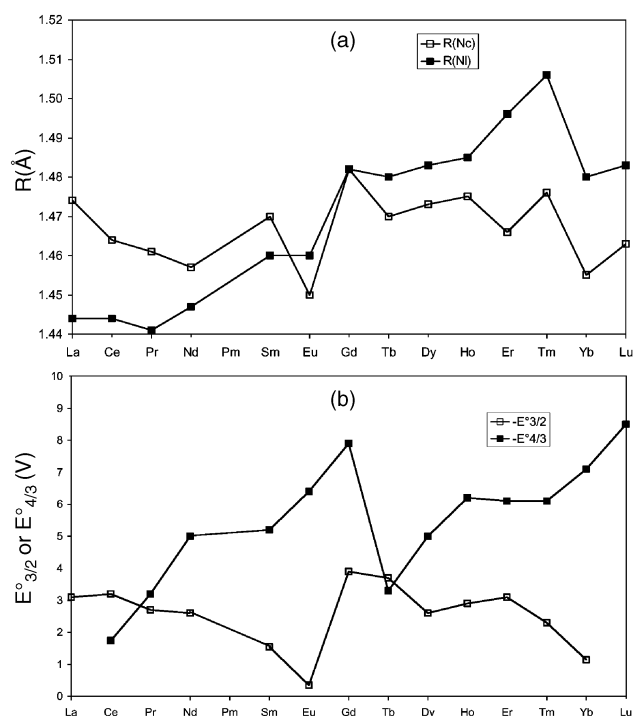 (a)
R(Nc)
R(Nl)
1.52
1.51
1.50
1.49
1.48
1.47
1.46
1.45
1.44
R(Å)
La Ce Pr Nd Pm Sm Eu Gd Tb Dy Ho Er Tm Yb Lu
(b)
-E°3/2
-E°4/3
10
9
8
7
6
5
4
3
2
1
0
E°3/2 or E°4/3 (V)
La Ce Pr Nd Pm Sm Eu Gd Tb Dy Ho Er Tm Yb Lu